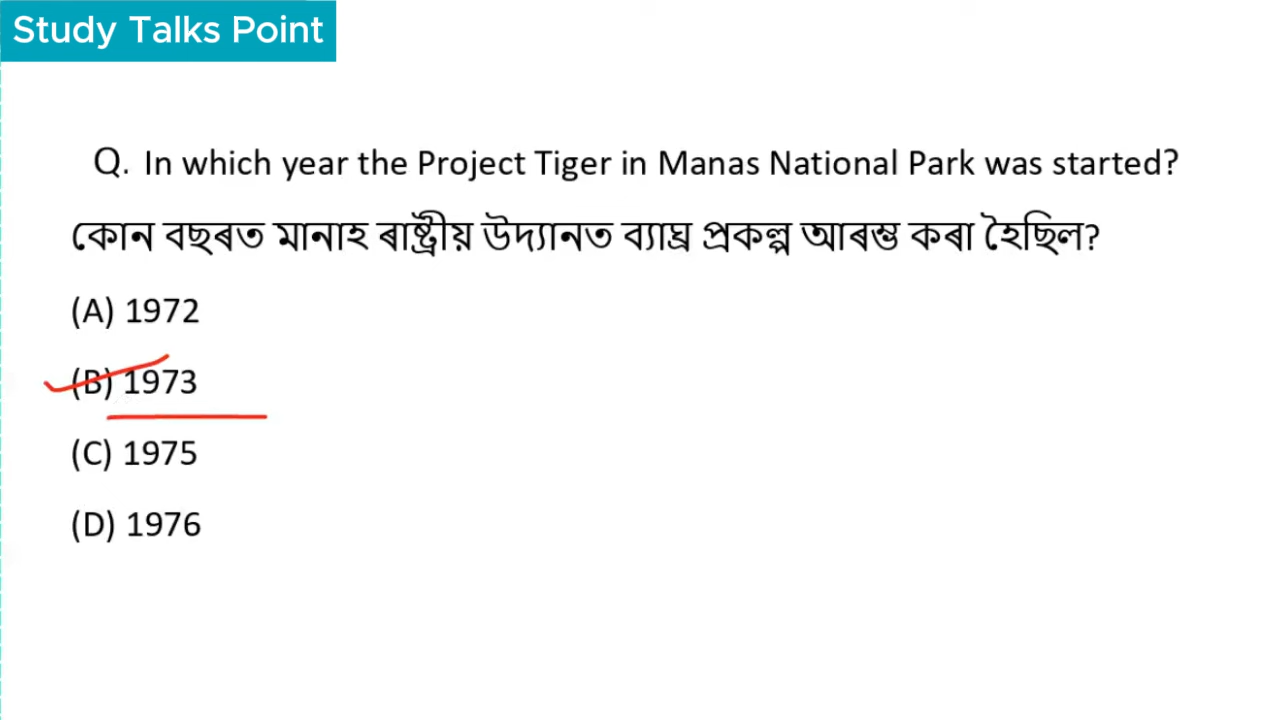 Study Talks Point
Q. In which year the Project Tiger in Manas National Park was started?
কোন বছৰত মানাহ ৰাষ্ট্ৰীয় উদ্যানত ব্যাঘ্ৰ প্ৰকল্প আৰম্ভ কৰা হৈছিল?
(A) 1972
(B) 1973
(C) 1975
(D) 1976